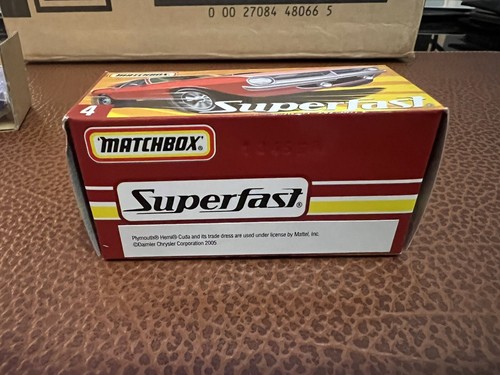 0 00 27084 48066 5
MATCHBOX
4
Superfast
MATCHBOX®
Superfast®
Plymouth® Hemi® Cuda and its trade dress are used under license by Mattel, Inc.
©Daimler Chrysler Corporation 2005